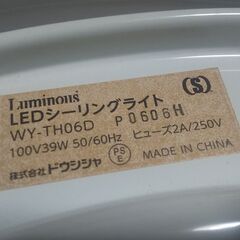 Luminous
LEDシーリングライト
WY-TH06D P0606H
100V39W 50/60Hz ヒューズ2A/250V
株式会社ドウシシャ PSE MADE IN CHINA
S